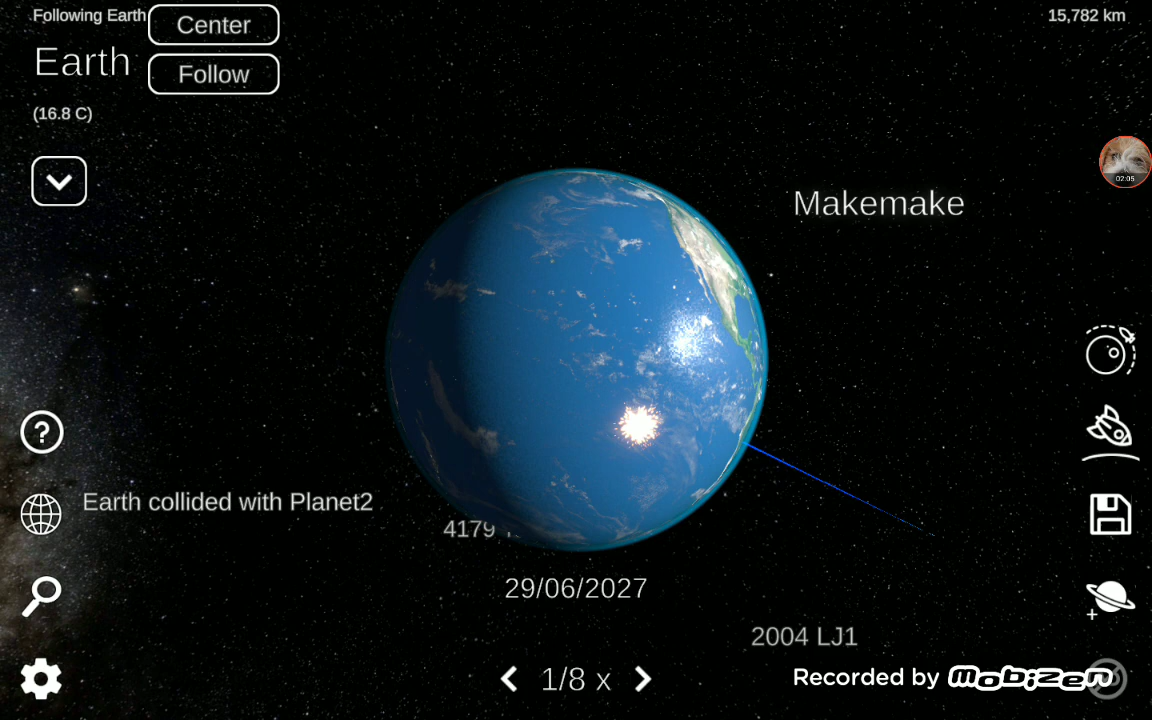 Following Earth
Center
15,782 km
Earth
Follow
(16.8 C)
02:05
Makemake
?
Earth collided with Planet2
4179
29/06/2027
2004 LJ1
1/8 x
Recorded by Mobizen